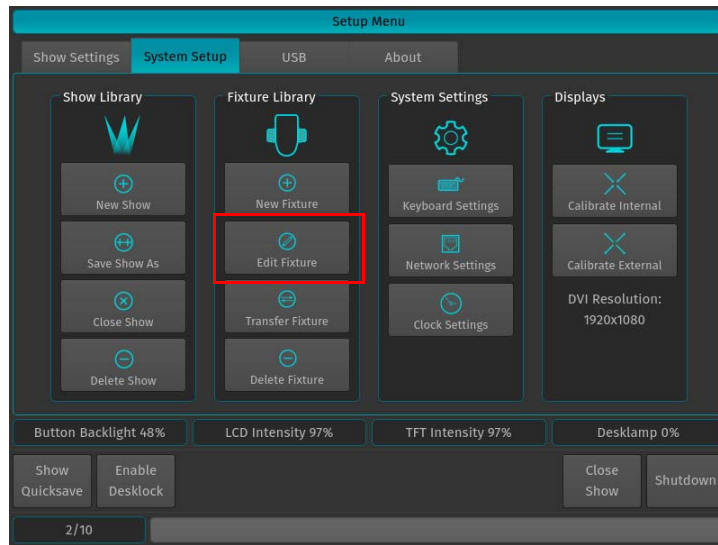 Setup Menu
Show Settings
System Setup
USB
About
Show Library
New Show
Save Show As
Close Show
Delete Show
Fixture Library
New Fixture
Edit Fixture
Transfer Fixture
Delete Fixture
System Settings
Keyboard Settings
Network Settings
Clock Settings
Displays
Calibrate Internal
Calibrate External
DVI Resolution:
1920x1080
Button Backlight 48%
LCD Intensity 97%
TFT Intensity 97%
Desklamp 0%
Show
Quicksave
Enable
Desklock
Close
Show
Shutdown
2/10